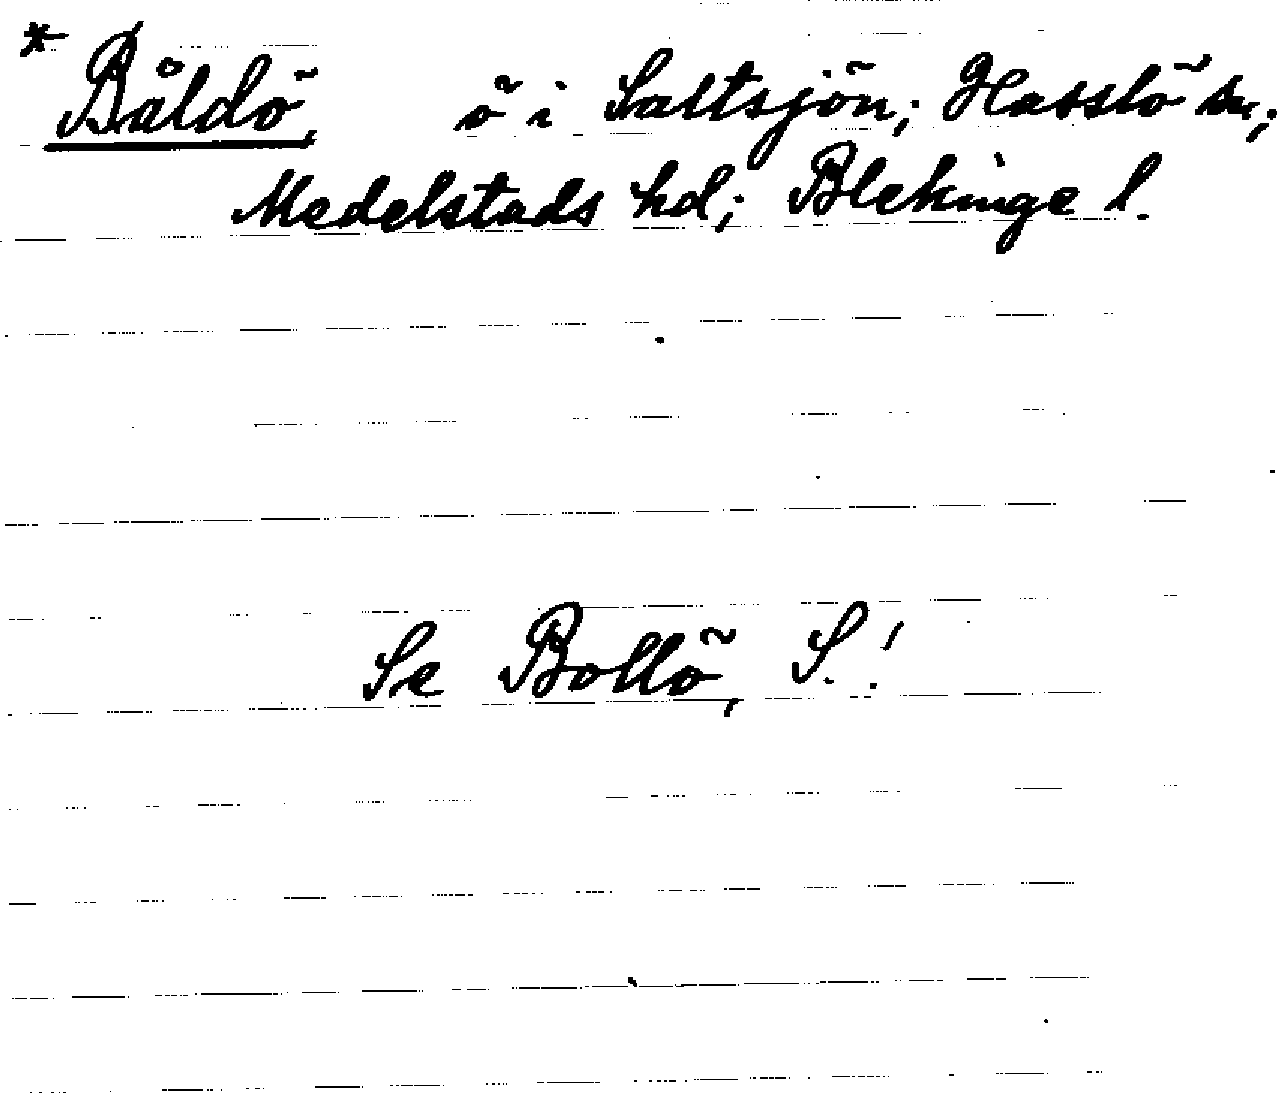 * Båldö, ö i Saltsjön; Hasslö sn;
Medelstads hd; Blekinge l.
Se Bollö, S.!